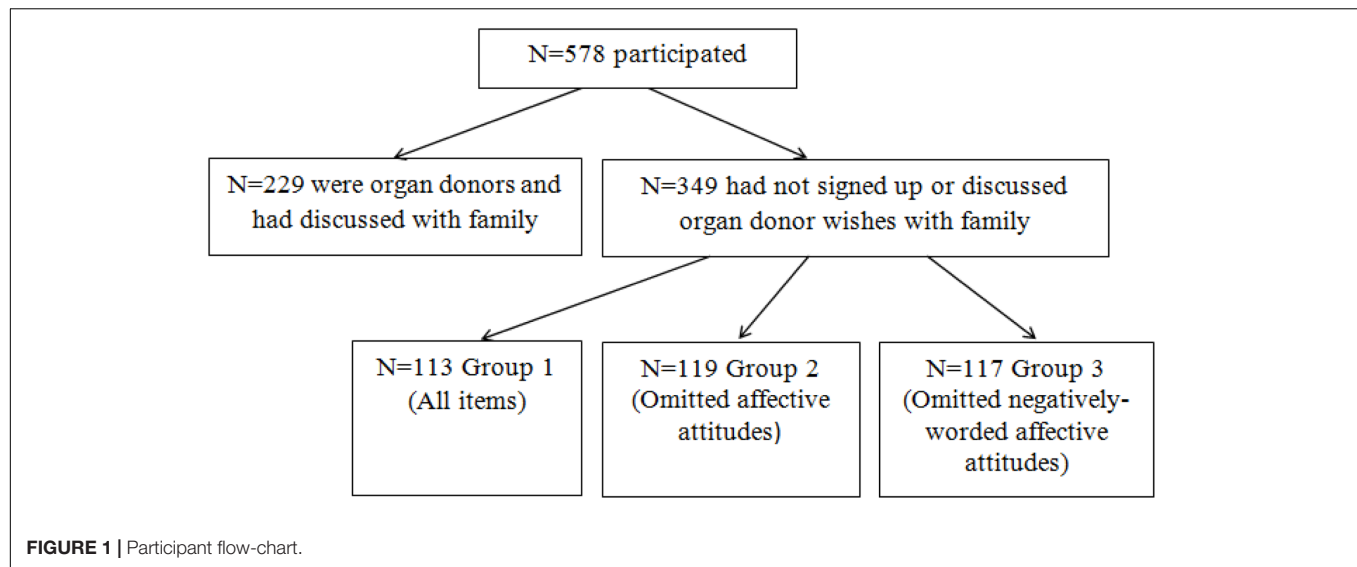 N=578 participated
N=229 were organ donors and
had discussed with family
N=349 had not signed up or discussed
organ donor wishes with family
N=113 Group 1
(All items)
N=119 Group 2
(Omitted affective
attitudes)
N=117 Group 3
(Omitted negatively-
worded affective
attitudes)
FIGURE 1 | Participant flow-chart.